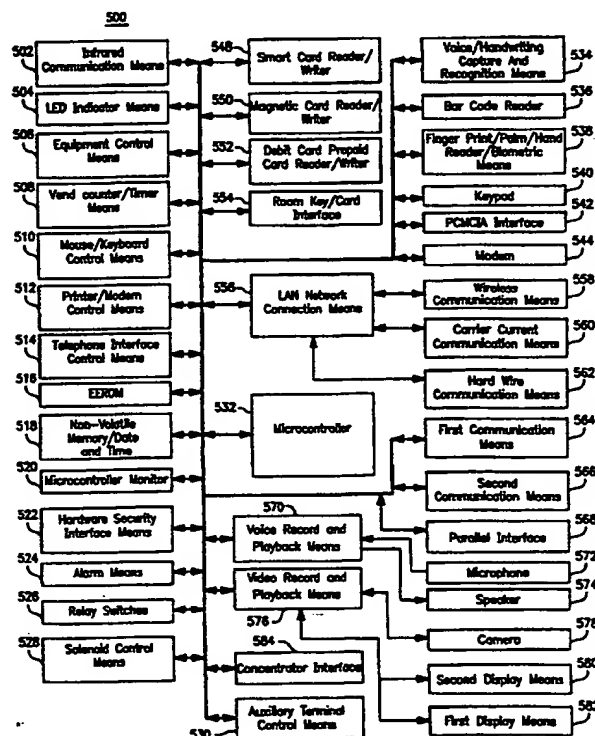 500
502
Infrared
Communication Means
504
LED Indicator Means
506
Equipment Control
Means
508
Vend counter/Timer
Means
510
Mouse/Keyboard
Control Means
512
Printer/Modem
Control Means
514
Telephone Interface
Control Means
516
EEROM
518
Non-Volatile
Memory/Date
and Time
520
Microcontroller Monitor
522
Hardware Security
Interface Means
524
Alarm Means
526
Relay Switches
528
Solenoid Control
Means
548
Smart Card Reader/
Writer
550
Magnetic Card Reader/
Writer
552
Debit Card Prepaid
Card Reader/Writer
554
Room Key/Card
Interface
556
LAN Network
Connection Means
532
Microcontroller
570
Voice Record and
Playback Means
Video Record and
Playback Means
576
584
Concentrator Interface
Auxiliary Terminal
Control Means
530
Voice/Handwriting
Capture And
Recognition Means
534
Bar Code Reader
536
Finger Print/Palm/Hand
Reader/Biometric
Means
538
Keypad
540
PCMCIA Interface
542
Modem
544
Wireless
Communication Means
558
Carrier Current
Communication Means
560
Hard Wire
Communication Means
562
First Communication
Means
564
Second
Communication Means
566
Parallel Interface
568
Microphone
572
Speaker
574
Camera
578
Second Display Means
580
First Display Means
582